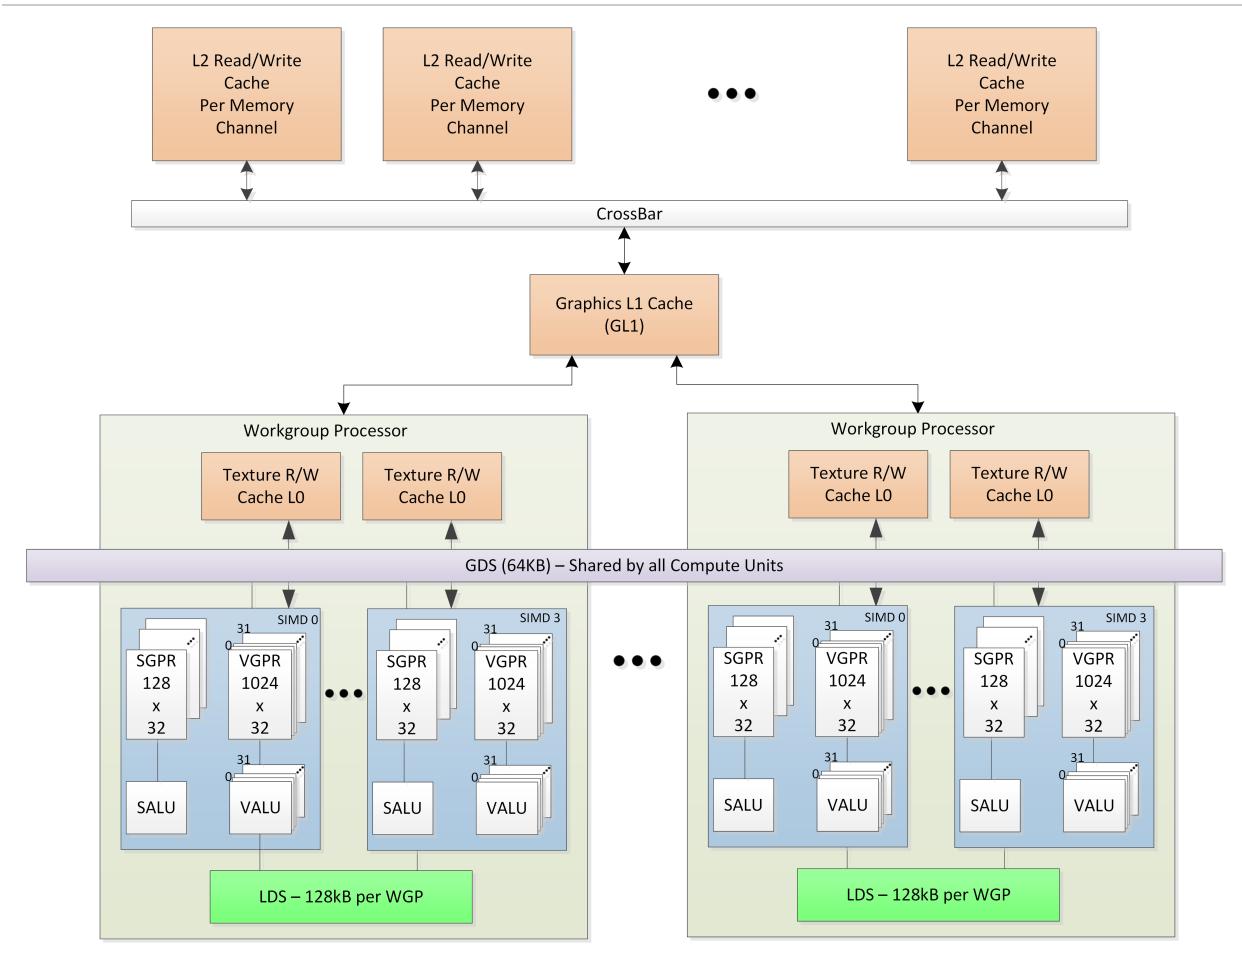 L2 Read/Write
Cache
Per Memory
Channel
L2 Read/Write
Cache
Per Memory
Channel
L2 Read/Write
Cache
Per Memory
Channel
CrossBar
Graphics L1 Cache
(GL1)
Workgroup Processor
Texture R/W
Cache L0
Texture R/W
Cache L0
Workgroup Processor
Texture R/W
Cache L0
Texture R/W
Cache L0
GDS (64KB) – Shared by all Compute Units
SIMD 0
SGPR
128
x
32
31
0
VGPR
1024
x
32
SALU
31
0
VALU
SIMD 3
SGPR
128
x
32
31
0
VGPR
1024
x
32
SALU
31
0
VALU
LDS – 128kB per WGP
SIMD 0
SGPR
128
x
32
31
0
VGPR
1024
x
32
SALU
31
0
VALU
SIMD 3
SGPR
128
x
32
31
0
VGPR
1024
x
32
SALU
31
0
VALU
LDS – 128kB per WGP